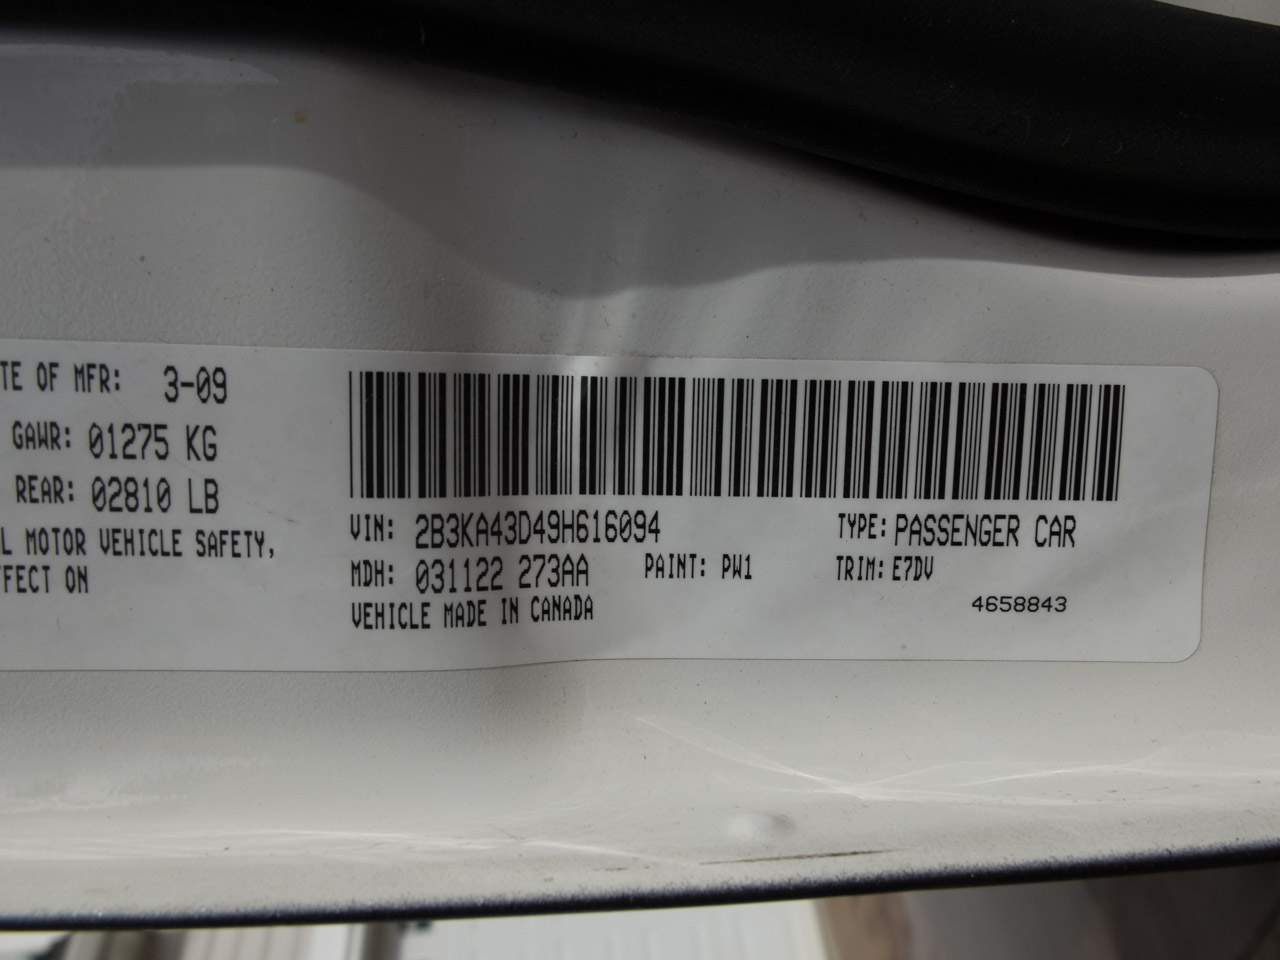 TE OF MFR: 3-09
GAWR: 01275 KG
REAR: 02810 LB
L MOTOR VEHICLE SAFETY,
FFECT ON
VIN: 2B3KA43D49H616094 TYPE: PASSENGER CAR
MDH: 031122 273AA PAINT: PW1 TRIM: E7DV
VEHICLE MADE IN CANADA
4658843